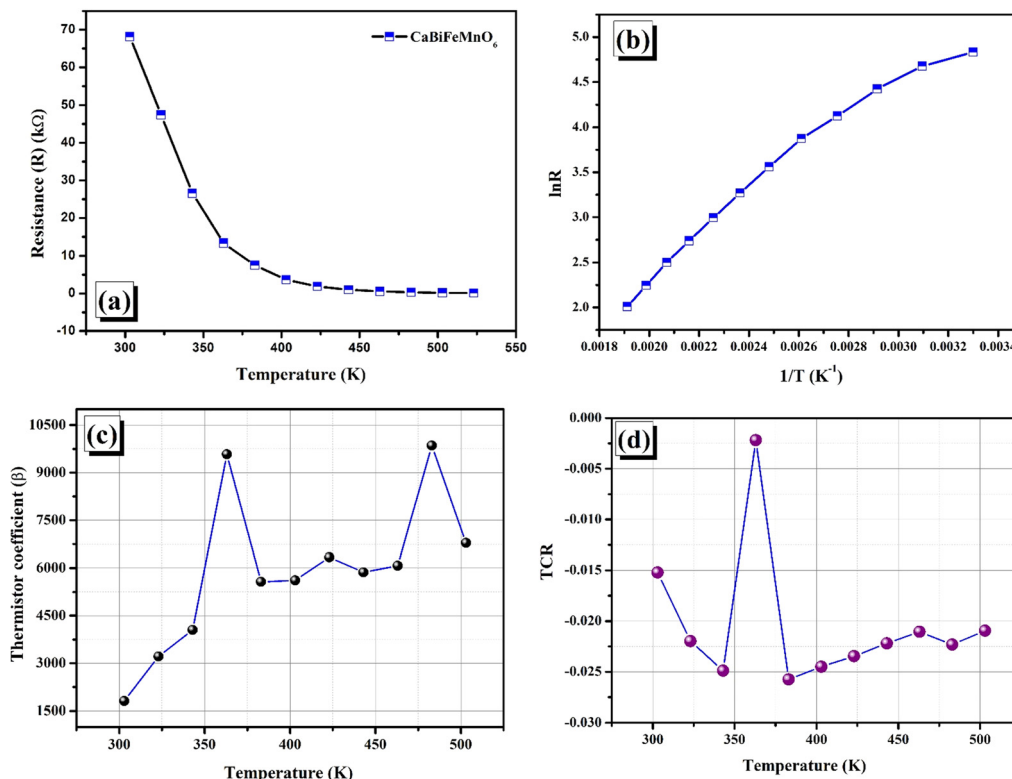 (a)
CaBiFeMnO₆
Resistance (R) (kΩ)
70
60
50
40
30
20
10
0
-10
300 350 400 450 500 550
Temperature (K)
(b)
lnR
5.0
4.5
4.0
3.5
3.0
2.5
2.0
0.0018 0.0020 0.0022 0.0024 0.0026 0.0028 0.0030 0.0032 0.0034
1/T (K⁻¹)
(c)
Thermistor coefficient (β)
10500
9000
7500
6000
4500
3000
1500
300 350 400 450 500
Temperature (K)
(d)
TCR
0.000
-0.005
-0.010
-0.015
-0.020
-0.025
-0.030
300 350 400 450 500
Temperature (K)